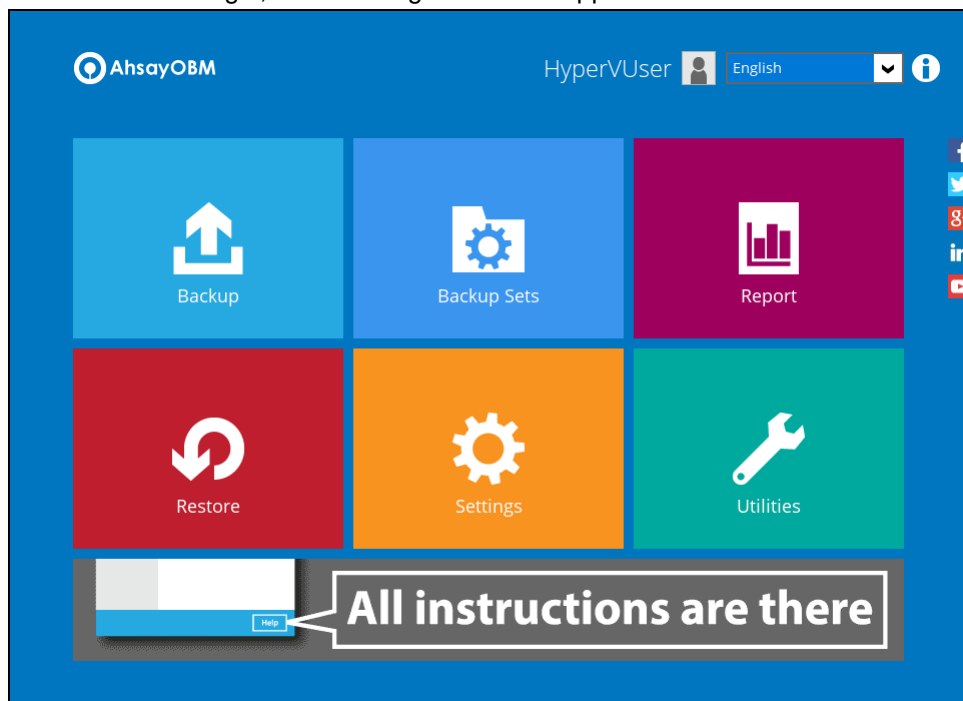 AhsayOBM
HyperVUser
English
Backup
Backup Sets
Report
Restore
Settings
Utilities
Help
All instructions are there